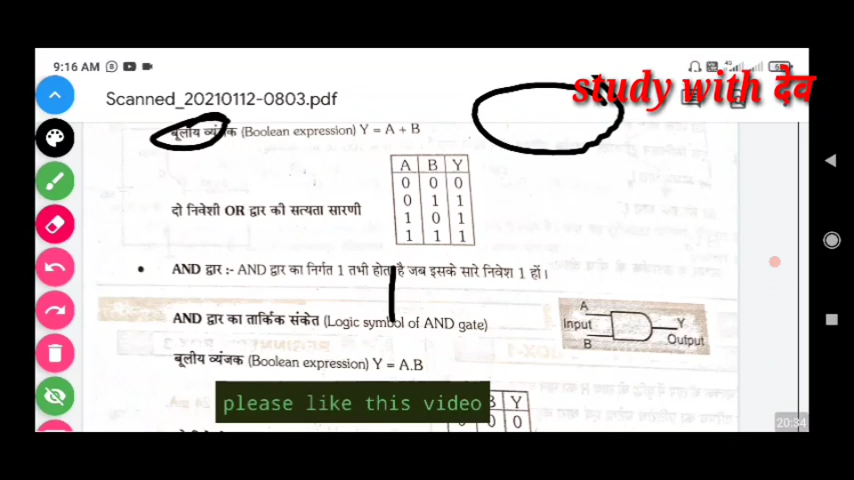 9:16 AM
study with देव
Scanned_20210112-0803.pdf
बूलीय व्यंजक (Boolean expression) Y = A + B
A B Y
0 0 0
0 1 1
दो निवेशी OR द्वार की सत्यता सारणी
1 0 1
1 1 1
• AND द्वार :- AND द्वार का निर्गत 1 तभी होता है जब इसके सारे निवेश 1 हों।
AND द्वार का तार्किक संकेत (Logic symbol of AND gate)
A
Input
B
Y
Output
बूलीय व्यंजक (Boolean expression) Y = A.B
please like this video
B Y
0 0
20:34